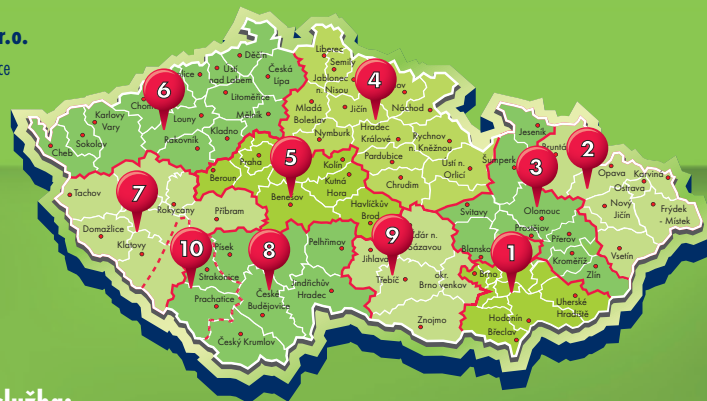 r.o.
ce
Liberec
Semily
Děčín
Ústí
nad Labem
Česká
Lípa
Jablonec
n. Nisou
4
6
Litoměřice
Karlovy
Vary
Louny
Mělník
Mladá
Boleslav
Jičín
Náchod
Cheb
Sokolov
Rakovník
Kladno
Nymburk
Hradec
Králové
Rychnov
n. Kněžnou
Jeseník
Praha
5
Kolín
Pardubice
Ústí n.
Orlicí
Šumperk
3
2
Opava
Karviná
Ostrava
Beroun
Kutná
Hora
Chrudim
Tachov
7
Rokycany
Příbram
Benešov
Havlíčkův
Brod
Svitavy
Olomouc
Nový
Jičín
Frýdek
- Místek
Domažlice
Klatovy
10
Písek
8
Pelhřimov
9
Žďár n.
Sázavou
Prostějov
Přerov
Jihlava
Blansko
1
Kroměříž
Vsetín
Strakonice
Třebíč
okr.
Brno venkov
Brno
Zlín
Prachatice
České
Budějovice
Jindřichův
Hradec
Uherské
Hradiště
Hodonín
Znojmo
Břeclav
Český Krumlov